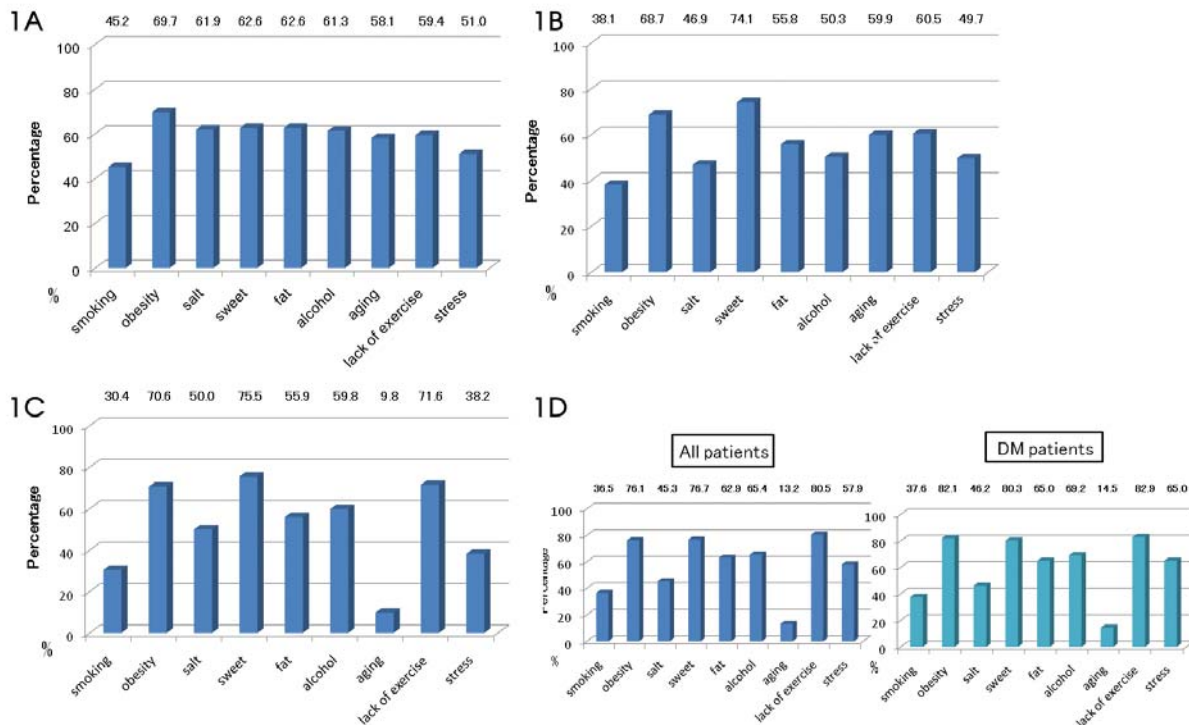 1A
45.2 69.7 61.9 62.6 62.6 61.3 58.1 59.4 51.0
100
80
60
40
20
0
Percentage
%
smoking
obesity
salt
sweet
fat
alcohol
aging
lack of exercise
stress
1B
38.1 68.7 46.9 74.1 55.8 50.3 59.9 60.5 49.7
100
80
60
40
20
0
Percentage
%
smoking
obesity
salt
sweet
fat
alcohol
aging
lack of exercise
stress
1C
30.4 70.6 50.0 75.5 55.9 59.8 9.8 71.6 38.2
100
80
60
40
20
0
Percentage
%
smoking
obesity
salt
sweet
fat
alcohol
aging
lack of exercise
stress
1D
All patients
36.5 76.1 45.3 76.7 62.9 65.4 13.2 80.5 57.9
100
80
60
40
20
0
Percentage
%
smoking
obesity
salt
sweet
fat
alcohol
aging
lack of exercise
stress
DM patients
37.6 82.1 46.2 80.3 65.0 69.2 14.5 82.9 65.0
100
80
60
40
20
0
%
smoking
obesity
salt
sweet
fat
alcohol
aging
lack of exercise
stress